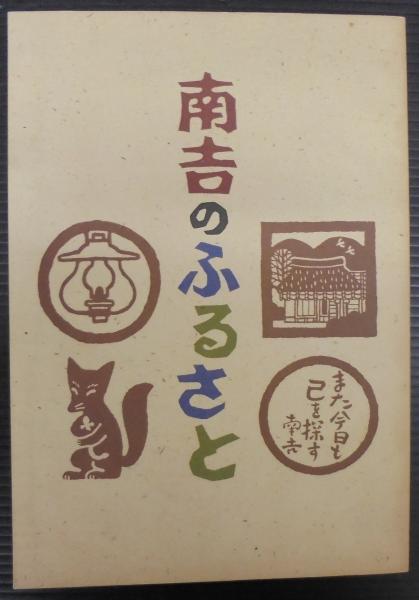 南吉のふるさと
また今日も
己を探す
南吉